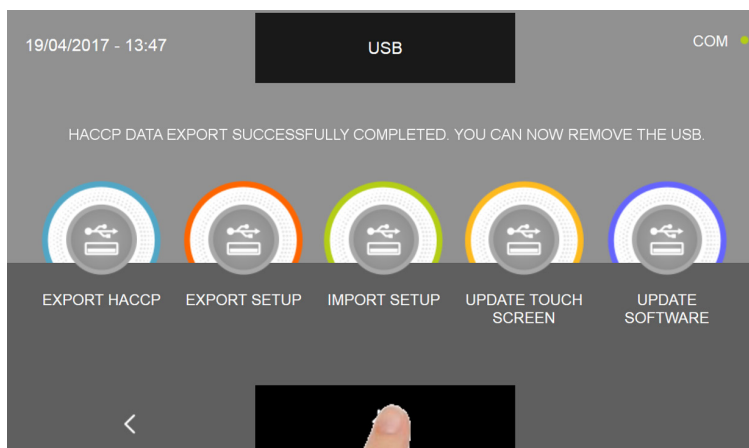 19/04/2017 - 13:47
USB
COM
HACCP DATA EXPORT SUCCESSFULLY COMPLETED. YOU CAN NOW REMOVE THE USB.
EXPORT HACCP
EXPORT SETUP
IMPORT SETUP
UPDATE TOUCH
SCREEN
UPDATE
SOFTWARE